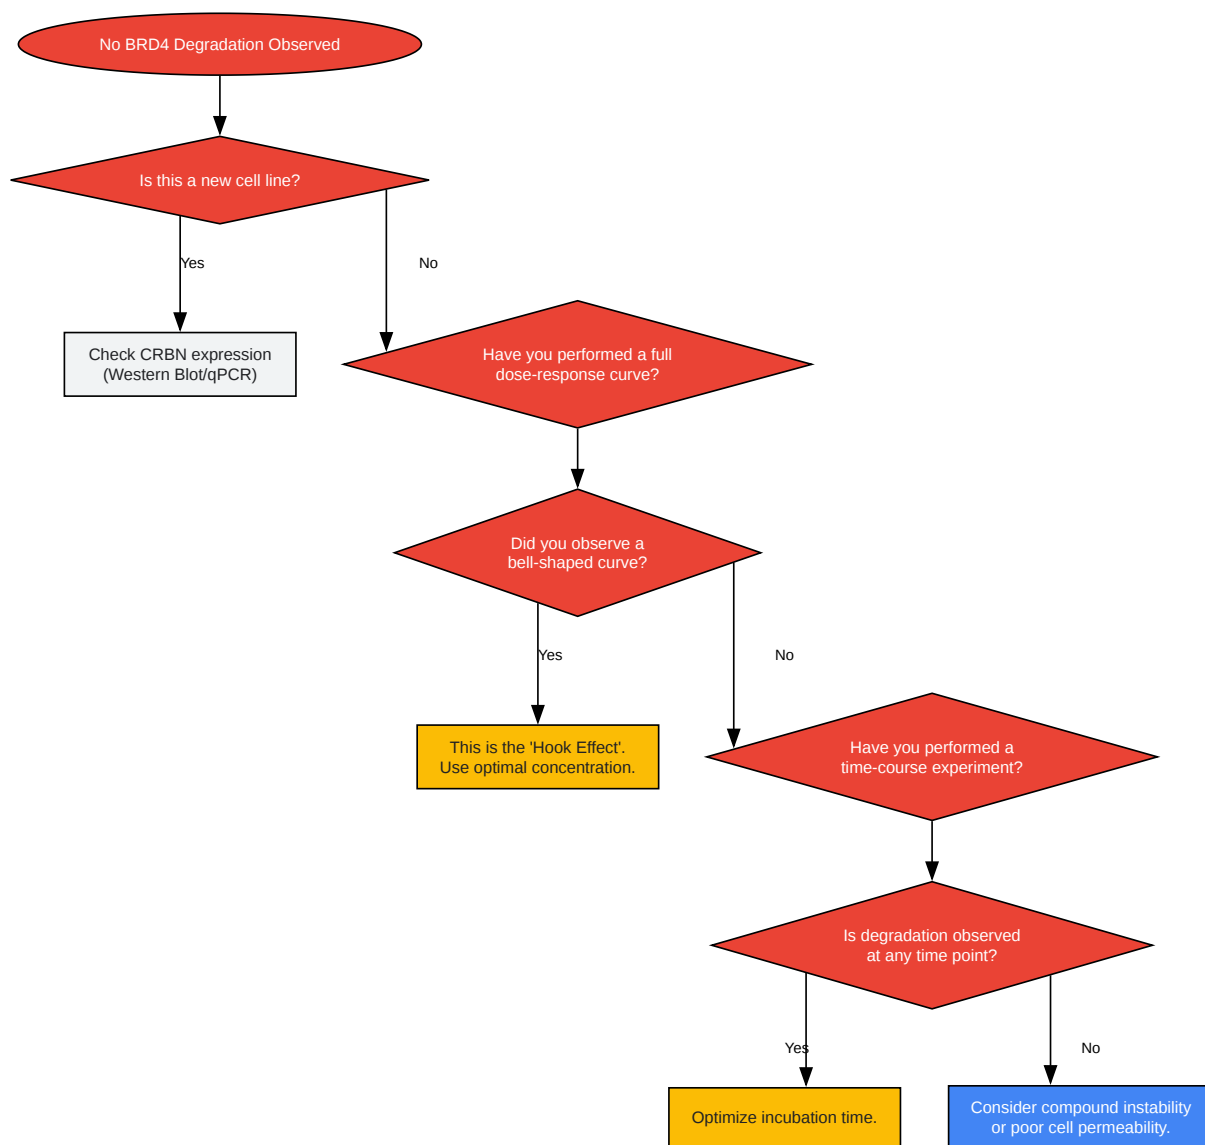 No BRD4 Degradation Observed
Is this a new cell line?
Yes
No
Check CRBN expression
(Western Blot/qPCR)
Have you performed a full
dose-response curve?
Did you observe a
bell-shaped curve?
Yes
No
This is the 'Hook Effect'.
Use optimal concentration.
Have you performed a
time-course experiment?
Is degradation observed
at any time point?
Yes
No
Optimize incubation time.
Consider compound instability
or poor cell permeability.